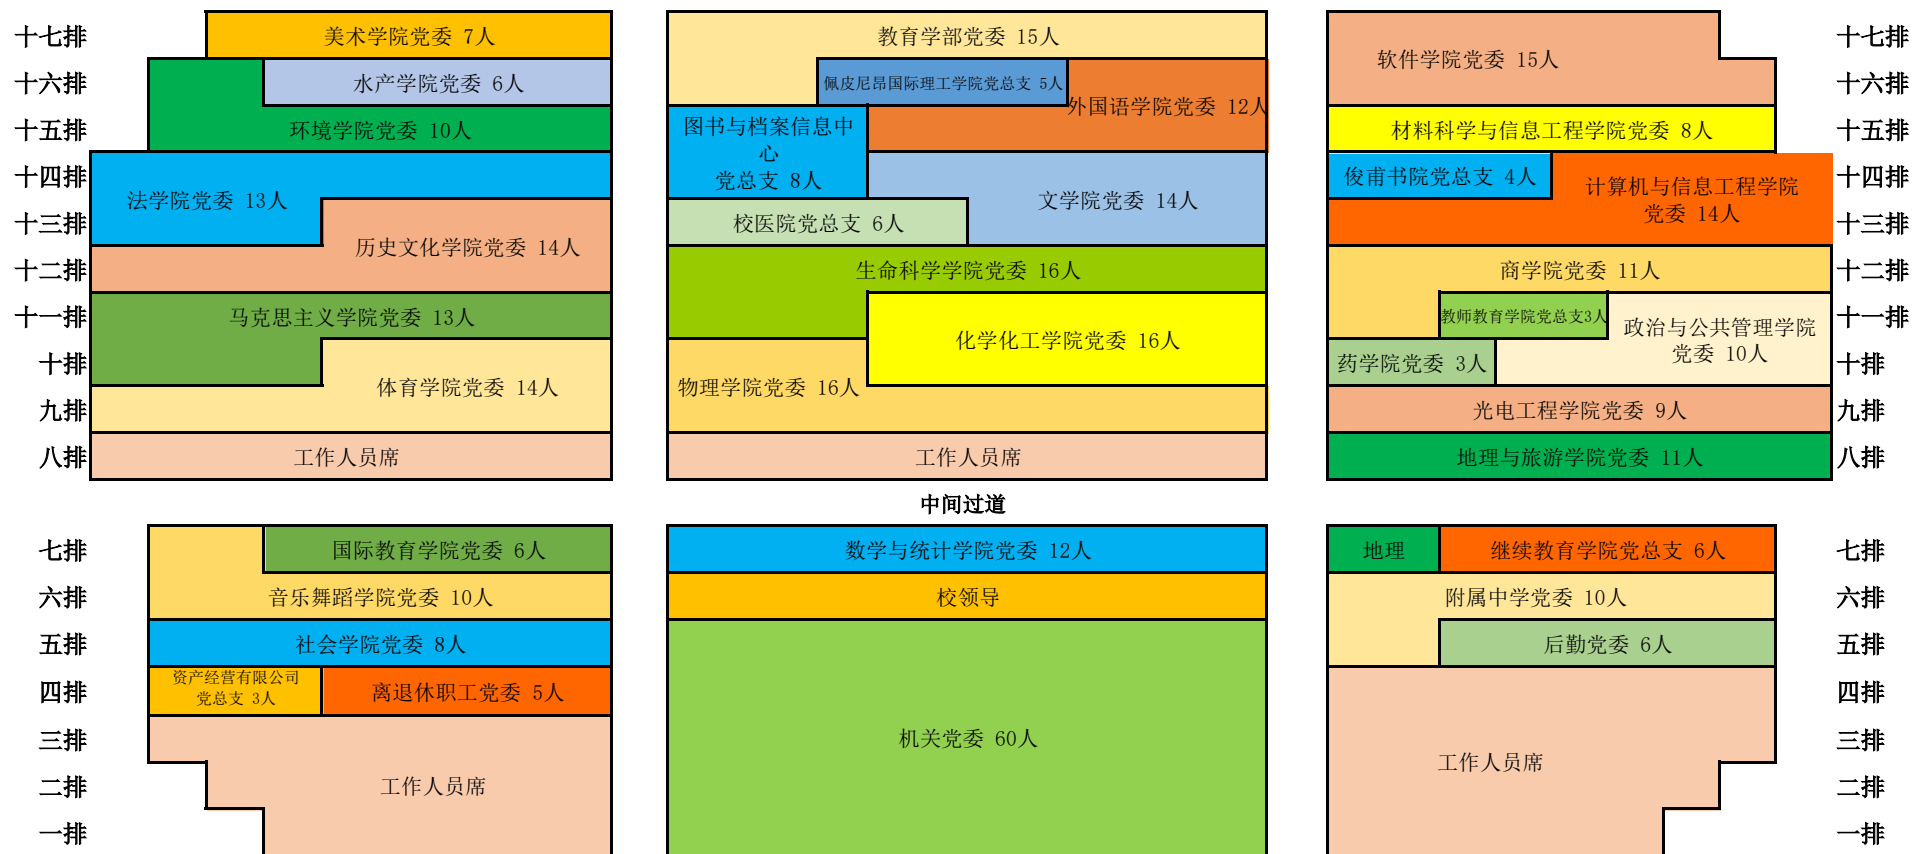 十七排
美术学院党委 7人
教育学部党委 15人
软件学院党委 15人
十七排
十六排
水产学院党委 6人
佩皮尼昂国际理工学院党总支 5人
外国语学院党委 12人
十六排
十五排
环境学院党委 10人
图书与档案信息中
心
党总支 8人
材料科学与信息工程学院党委 8人
十五排
十四排
法学院党委 13人
文学院党委 14人
俊甫书院党总支 4人
计算机与信息工程学院
党委 14人
十四排
十三排
历史文化学院党委 14人
校医院党总支 6人
十三排
十二排
生命科学学院党委 16人
商学院党委 11人
十二排
十一排
马克思主义学院党委 13人
化学化工学院党委 16人
教师教育学院党总支3人
政治与公共管理学院
党委 10人
十一排
十排
体育学院党委 14人
物理学院党委 16人
药学院党委 3人
十排
九排
光电工程学院党委 9人
九排
八排
工作人员席
工作人员席
地理与旅游学院党委 11人
八排
中间过道
七排
国际教育学院党委 6人
数学与统计学院党委 12人
地理
继续教育学院党总支 6人
七排
六排
音乐舞蹈学院党委 10人
校领导
附属中学党委 10人
六排
五排
社会学院党委 8人
后勤党委 6人
五排
四排
资产经营有限公司
党总支 3人
离退休职工党委 5人
四排
三排
机关党委 60人
工作人员席
三排
二排
工作人员席
二排
一排
一排